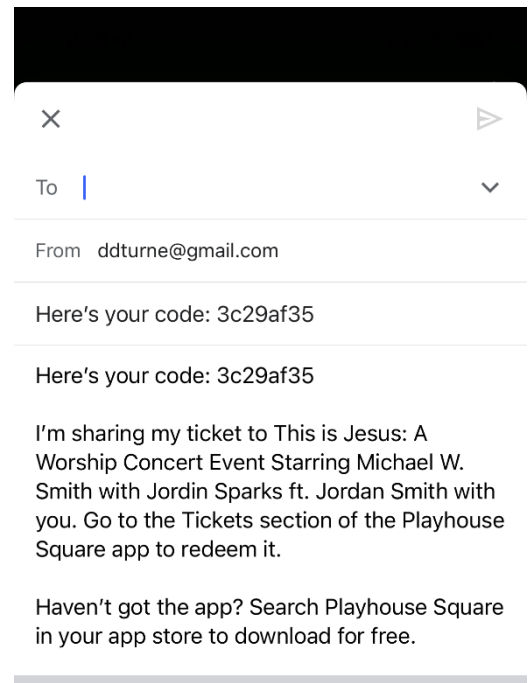 To
From ddturne@gmail.com
Here’s your code: 3c29af35
Here’s your code: 3c29af35
I’m sharing my ticket to This is Jesus: A
Worship Concert Event Starring Michael W.
Smith with Jordin Sparks ft. Jordan Smith with
you. Go to the Tickets section of the Playhouse
Square app to redeem it.
Haven’t got the app? Search Playhouse Square
in your app store to download for free.